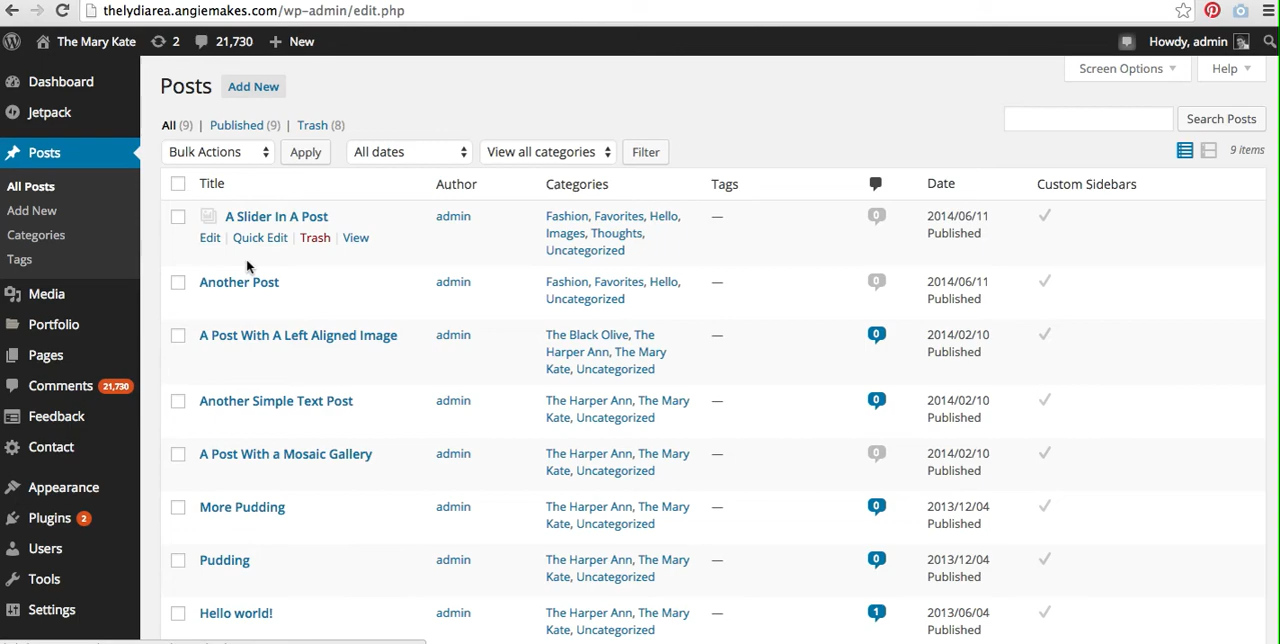 thelydiarea.angiemakes.com/wp-admin/edit.php
The Mary Kate 2 21,730 + New Howdy, admin
Dashboard
Jetpack
Posts
All Posts
Add New
Categories
Tags
Media
Portfolio
Pages
Comments 21,730
Feedback
Contact
Appearance
Plugins 2
Users
Tools
Settings
Screen Options Help
Posts Add New
All (9) | Published (9) | Trash (8)
Search Posts
Bulk Actions Apply All dates View all categories Filter 9 items
Title Author Categories Tags Date Custom Sidebars
A Slider In A Post admin Fashion, Favorites, Hello, — 0 2014/06/11
Images, Thoughts, Published
Edit | Quick Edit | Trash | View
Uncategorized
Another Post admin Fashion, Favorites, Hello, — 0 2014/06/11
Uncategorized Published
A Post With A Left Aligned Image admin The Black Olive, The — 0 2014/02/10
Harper Ann, The Mary Published
Kate, Uncategorized
Another Simple Text Post admin The Harper Ann, The Mary — 0 2014/02/10
Kate, Uncategorized Published
A Post With a Mosaic Gallery admin The Harper Ann, The Mary — 0 2014/02/10
Kate, Uncategorized Published
More Pudding admin The Harper Ann, The Mary — 0 2013/12/04
Kate, Uncategorized Published
Pudding admin The Harper Ann, The Mary — 0 2013/12/04
Kate, Uncategorized Published
Hello world! admin The Harper Ann, The Mary — 1 2013/06/04
Kate, Uncategorized Published